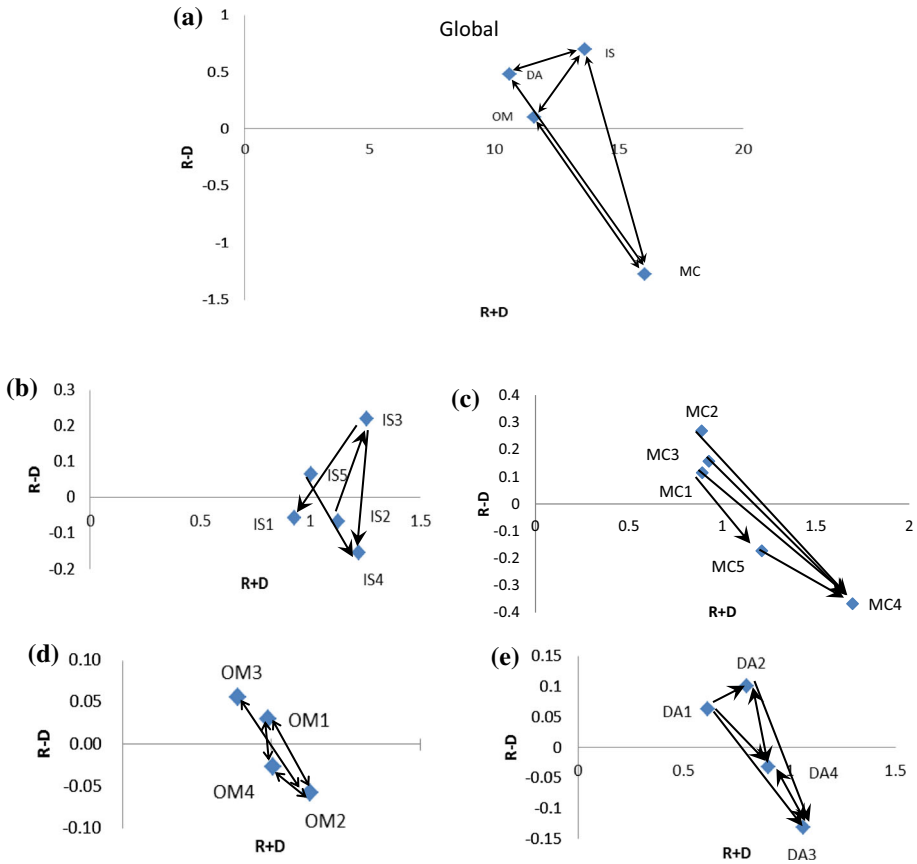 (a)
Global
1
0.5
0
-0.5
-1
-1.5
0 5 10 15 20
R-D
R+D
DA
IS
OM
MC
(b)
0.3
0.2
0.1
0
-0.1
-0.2
0 0.5 1 1.5
R-D
R+D
IS3
IS5
IS1
IS2
IS4
(c)
0.4
0.3
0.2
0.1
0
-0.1
-0.2
-0.3
-0.4
0 0.5 1 1.5 2
R-D
R+D
MC2
MC3
MC1
MC5
MC4
(d)
0.10
0.05
0.00
-0.05
-0.10
R-D
R+D
OM3
OM1
OM4
OM2
(e)
0.15
0.1
0.05
0
-0.05
-0.1
-0.15
0 0.5 1 1.5
R-D
R+D
DA2
DA1
DA4
DA3